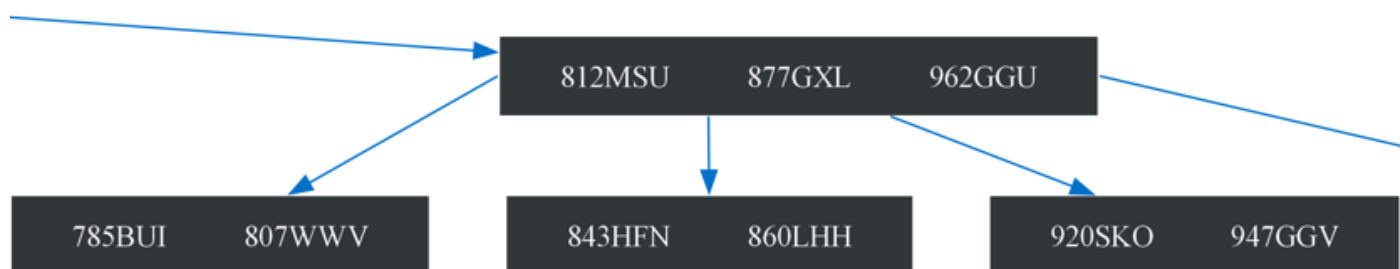 812MSU 877GXL 962GGU
785BUI 807WWV 843HFN 860LHH 920SKO 947GGV